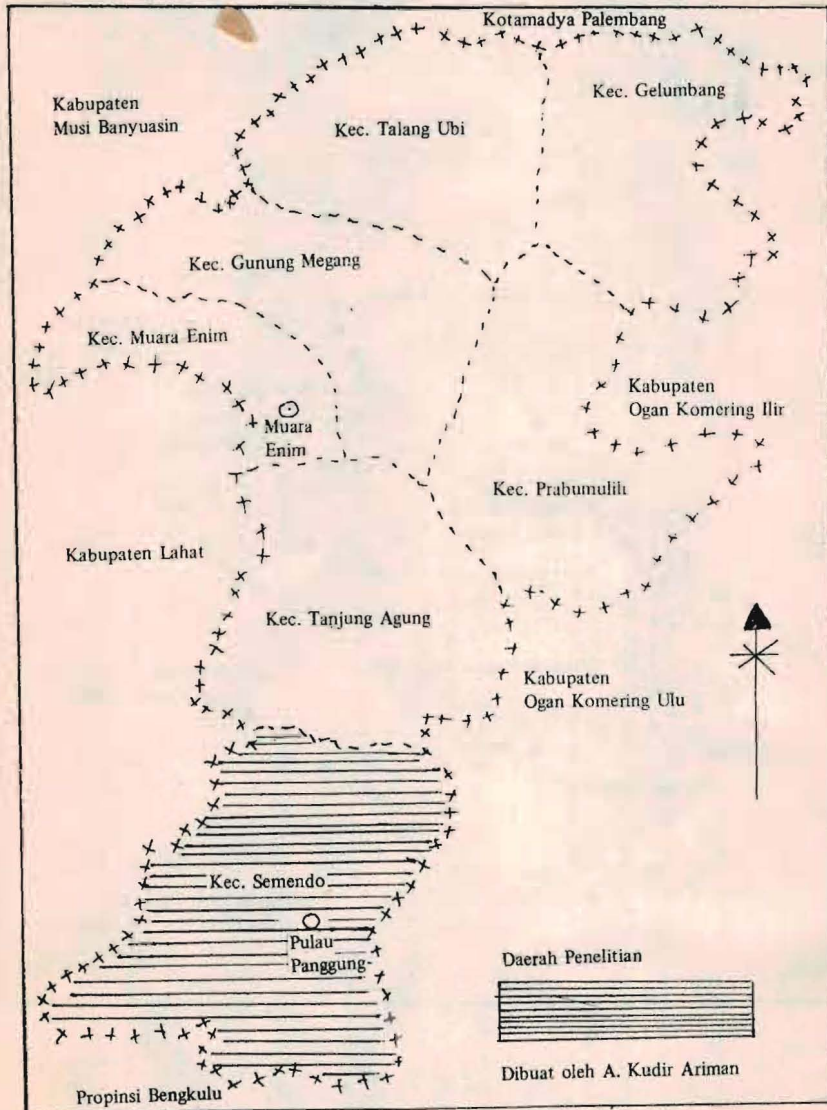 Kotamadya Palembang
Kabupaten
Musi Banyuasin
Kec. Talang Ubi
Kec. Gelumbang
Kec. Gunung Megang
Kec. Muara Enim
Muara
Enim
Kabupaten
Ogan Komering Ilir
Kec. Prabumulih
Kabupaten Lahat
Kec. Tanjung Agung
Kabupaten
Ogan Komering Ulu
Kec. Semendo
Pulau
Panggung
Daerah Penelitian
Dibuat oleh A. Kudir Ariman
Propinsi Bengkulu